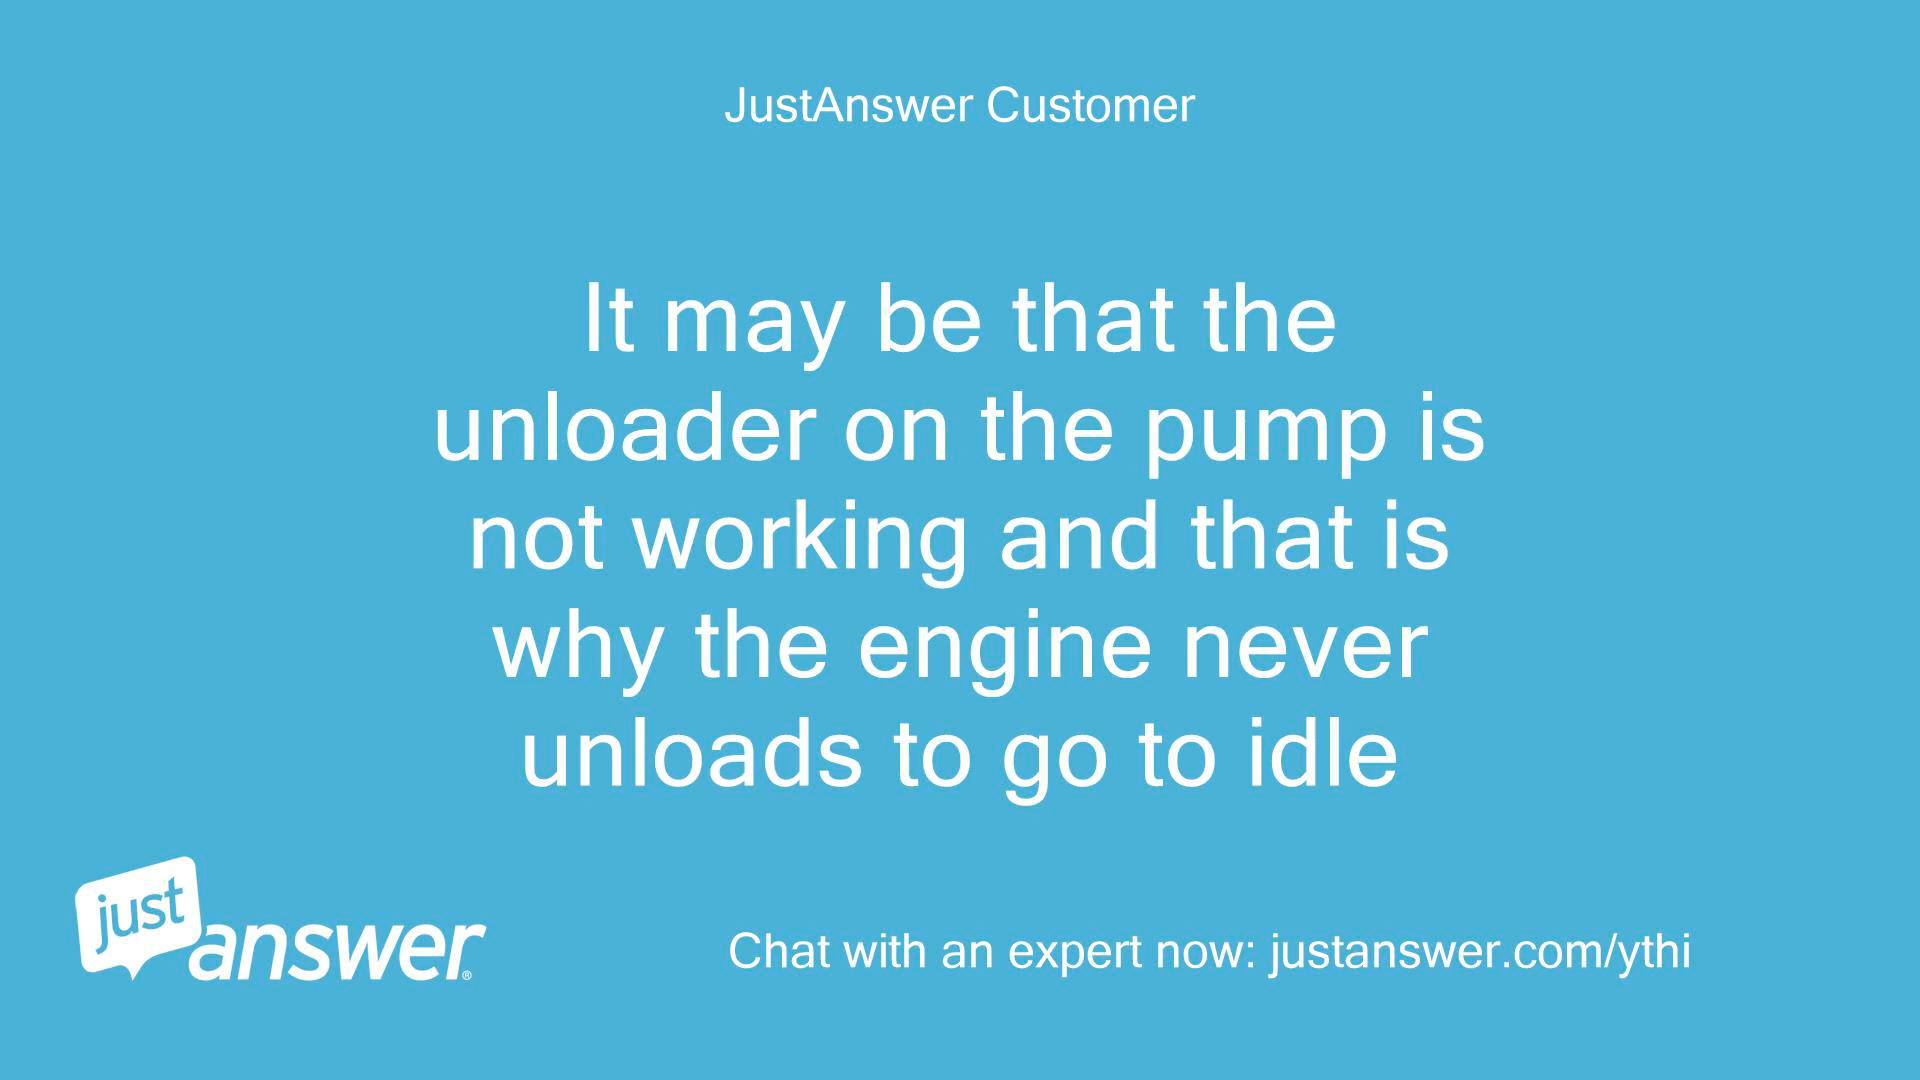 JustAnswer Customer
It may be that the
unloader on the pump is
not working and that is
why the engine never
unloads to go to idle
just
answer®
Chat with an expert now: justanswer.com/ythi